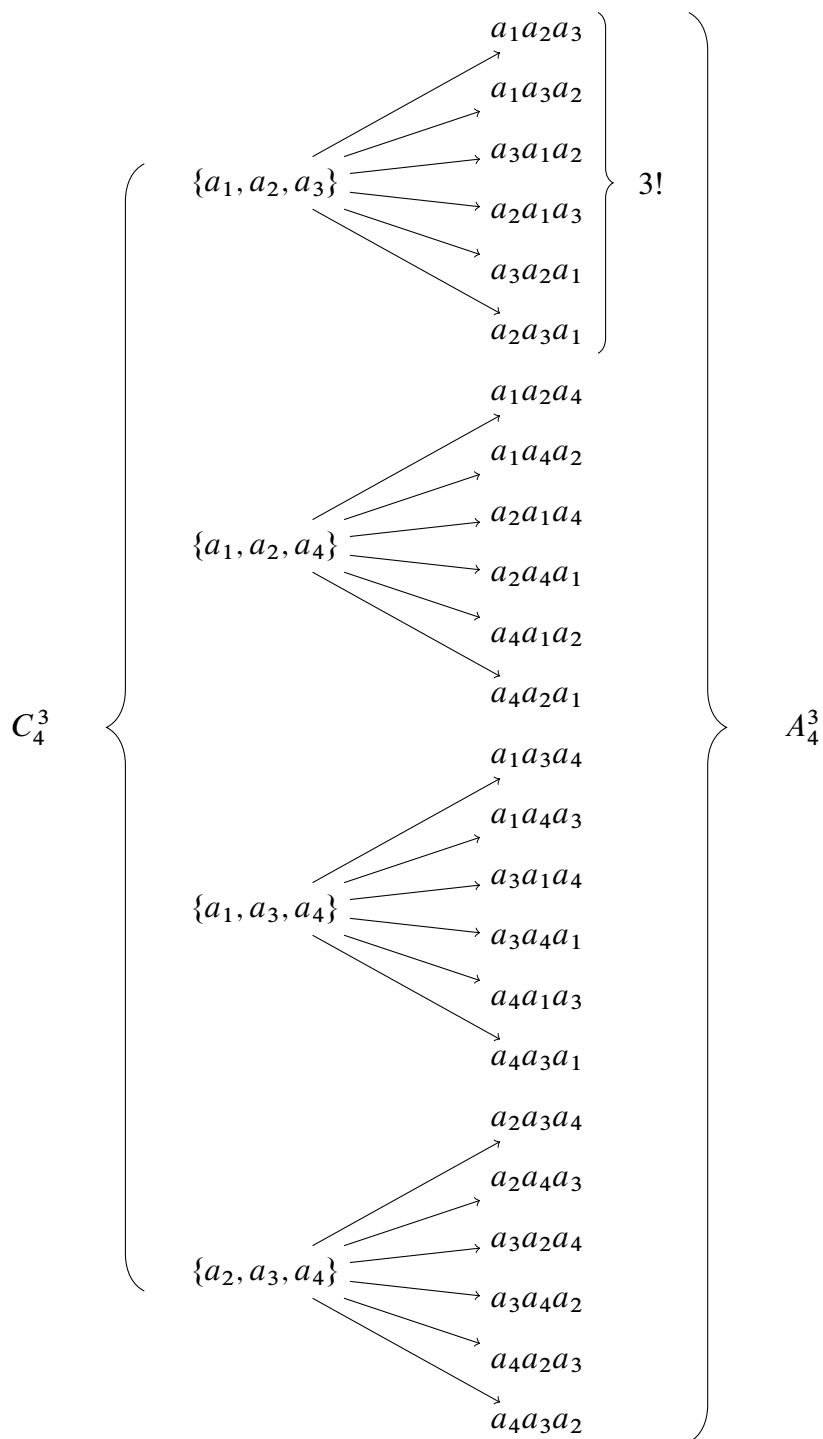 a₁a₂a₃
a₁a₃a₂
a₃a₁a₂
{a₁, a₂, a₃} 3!
a₂a₁a₃
a₃a₂a₁
a₂a₃a₁
a₁a₂a₄
a₁a₄a₂
a₂a₁a₄
{a₁, a₂, a₄}
a₂a₄a₁
a₄a₁a₂
a₄a₂a₁
C₄³ A₄³
a₁a₃a₄
a₁a₄a₃
a₃a₁a₄
{a₁, a₃, a₄}
a₃a₄a₁
a₄a₁a₃
a₄a₃a₁
a₂a₃a₄
a₂a₄a₃
a₃a₂a₄
{a₂, a₃, a₄}
a₃a₄a₂
a₄a₂a₃
a₄a₃a₂